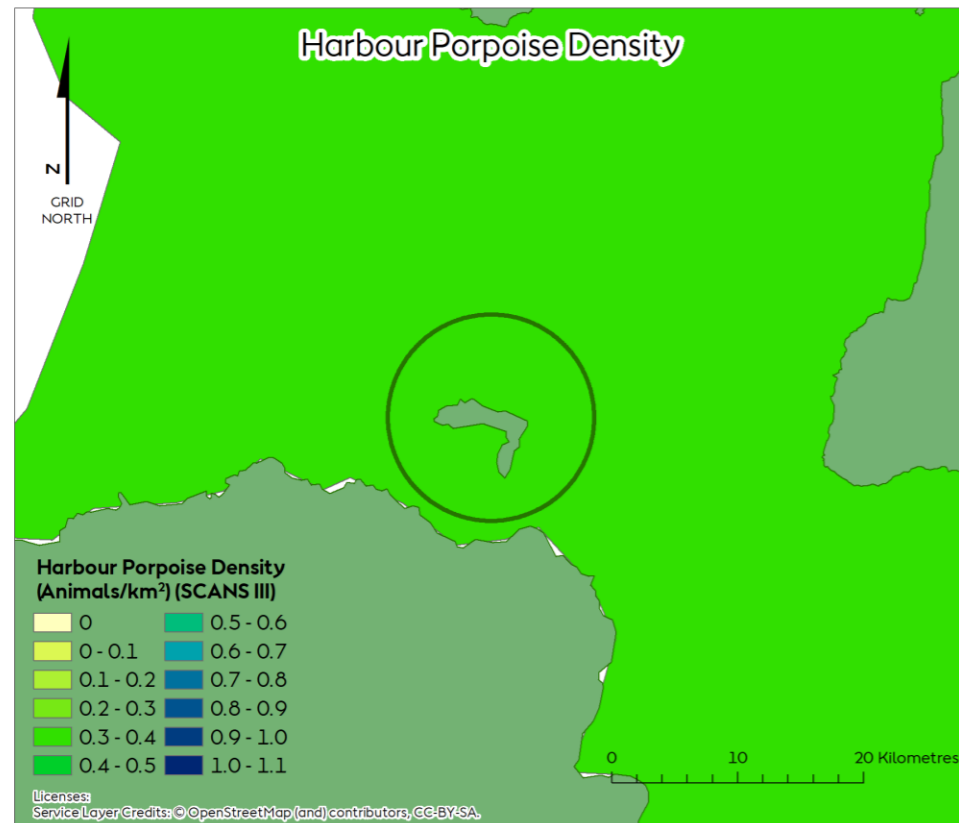 Harbour Porpoise Density
N
GRID
NORTH
Harbour Porpoise Density
(Animals/km²) (SCANS III)
0
0 - 0.1
0.1 - 0.2
0.2 - 0.3
0.3 - 0.4
0.4 - 0.5
0.5 - 0.6
0.6 - 0.7
0.7 - 0.8
0.8 - 0.9
0.9 - 1.0
1.0 - 1.1
0 10 20 Kilometres
Licenses:
Service Layer Credits: © OpenStreetMap (and) contributors, CC-BY-SA.